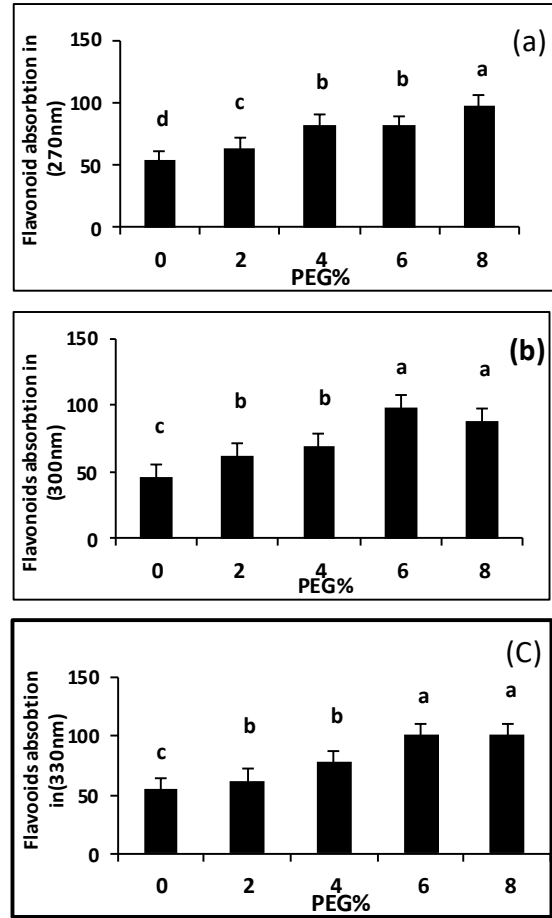 (a)
Flavonoid absorbtion in
(270nm)
150
100
50
0
d
c
b
b
a
0 2 4 6 8
PEG%
(b)
Flavonoids absorbtion in
(300nm)
150
100
50
0
c
b
b
a
a
0 2 4 6 8
PEG%
(C)
Flavooids absobtion
in(330nm)
150
100
50
0
c
b
b
a
a
0 2 4 6 8
PEG%